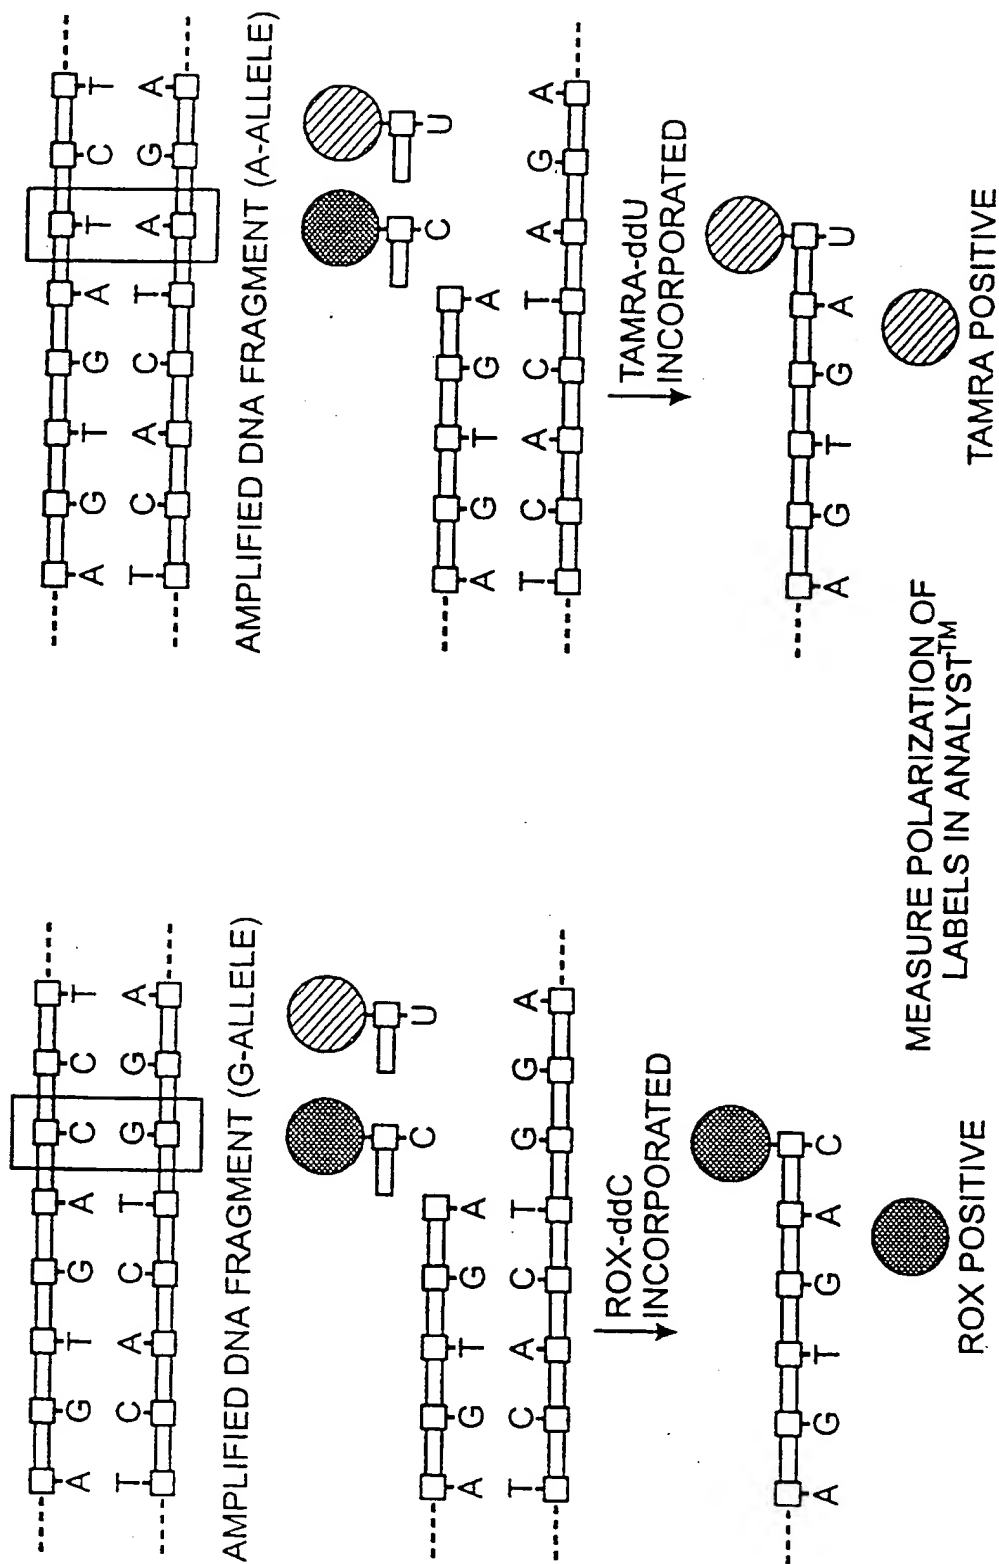 A G T G A C C T
T C A C T G G A
AMPLIFIED DNA FRAGMENT (G-ALLELE)
C U
A G T G A
T C A C T G G A
ROX-ddC
INCORPORATED
A G T G A C
ROX POSITIVE
A G T G A T C T
T C A C T A G A
AMPLIFIED DNA FRAGMENT (A-ALLELE)
C U
A G T G A
T C A C T A G A
TAMRA-ddU
INCORPORATED
A G T G A U
TAMRA POSITIVE
MEASURE POLARIZATION OF
LABELS IN ANALYST™